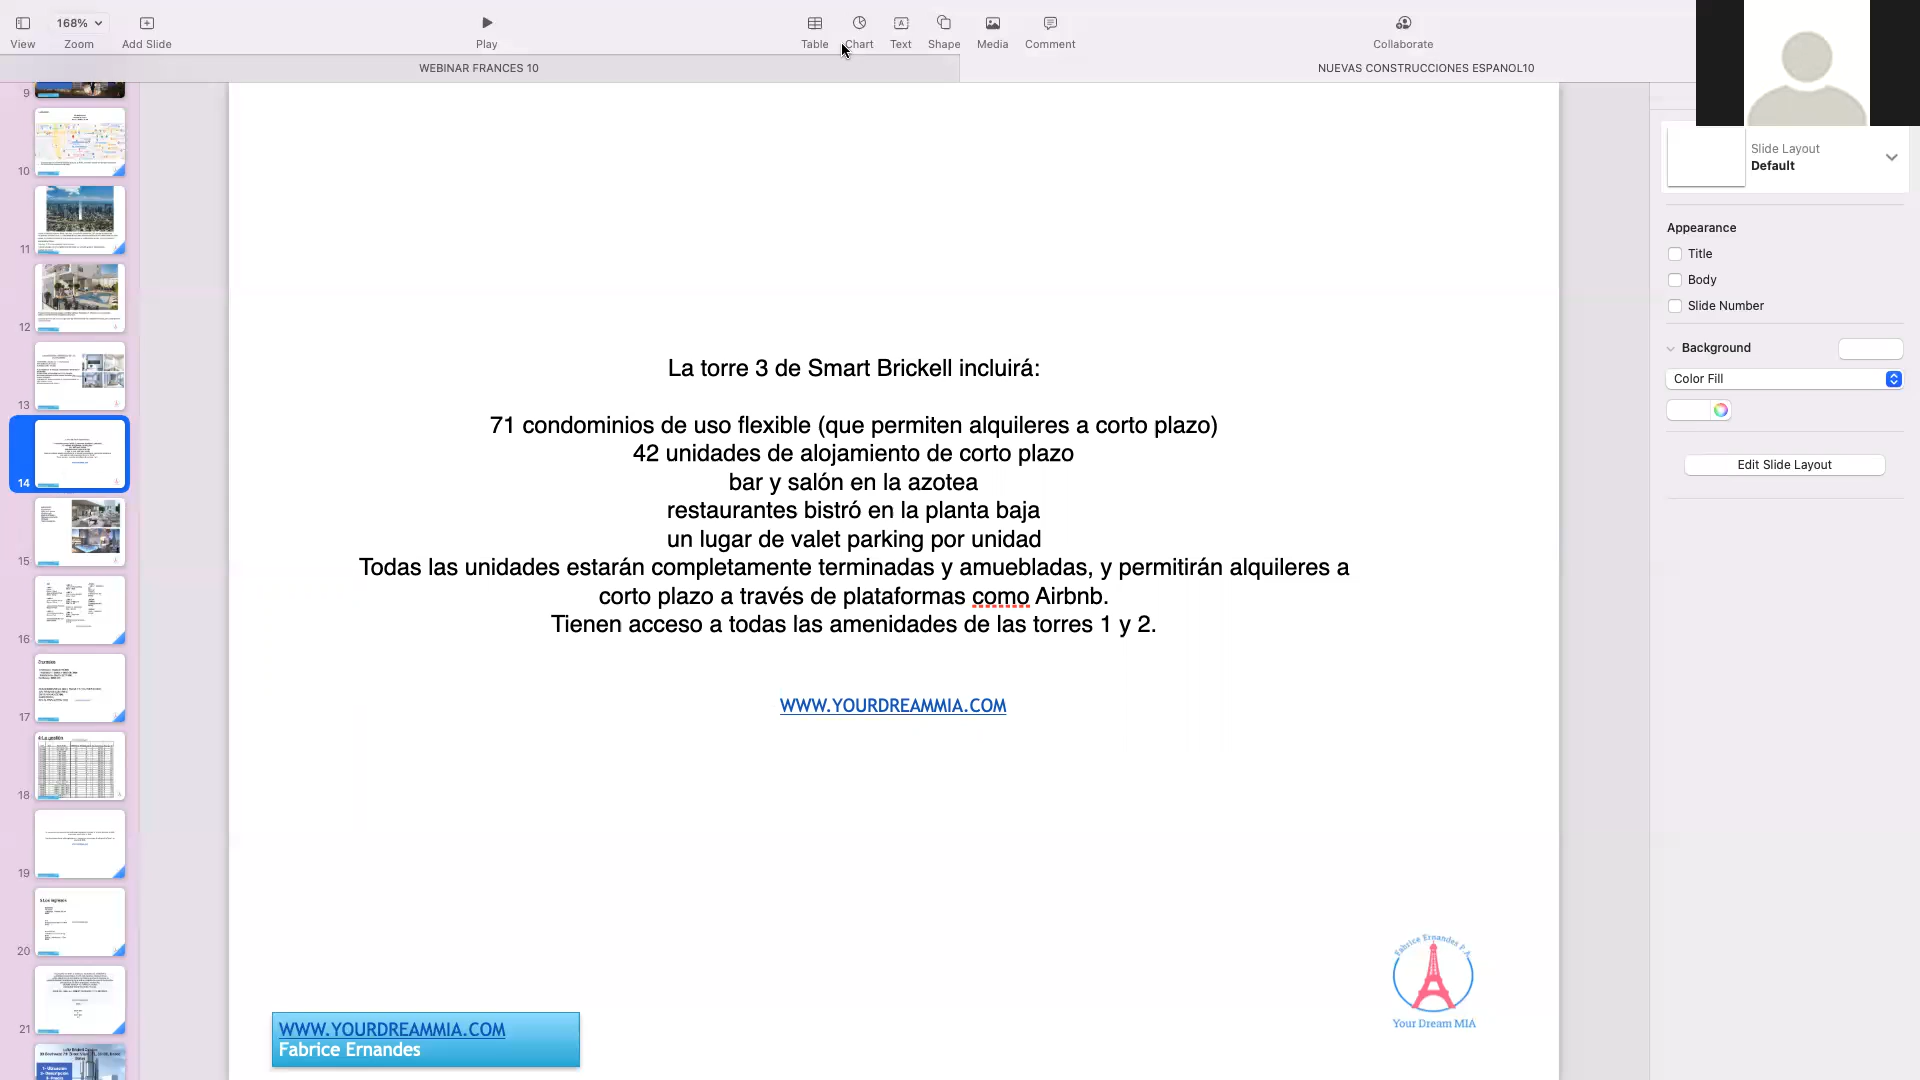 168%
View
Zoom
Add Slide
Play
Table
Chart
Text
Shape
Media
Comment
Collaborate
WEBINAR FRANCES 10
NUEVAS CONSTRUCCIONES ESPANOL10
9
10
11
12
13
14
15
16
17
18
19
20
21
La torre 3 de Smart Brickell incluirá:
71 condominios de uso flexible (que permiten alquileres a corto plazo)
42 unidades de alojamiento de corto plazo
bar y salón en la azotea
restaurantes bistró en la planta baja
un lugar de valet parking por unidad
Todas las unidades estarán completamente terminadas y amuebladas, y permitirán alquileres a
corto plazo a través de plataformas como Airbnb.
Tienen acceso a todas las amenidades de las torres 1 y 2.
WWW.YOURDREAMMIA.COM
WWW.YOURDREAMMIA.COM
Fabrice Ernandes
Fabrice Ernandes P.A.
Your Dream MIA
Slide Layout
Default
Appearance
Title
Body
Slide Number
Background
Color Fill
Edit Slide Layout